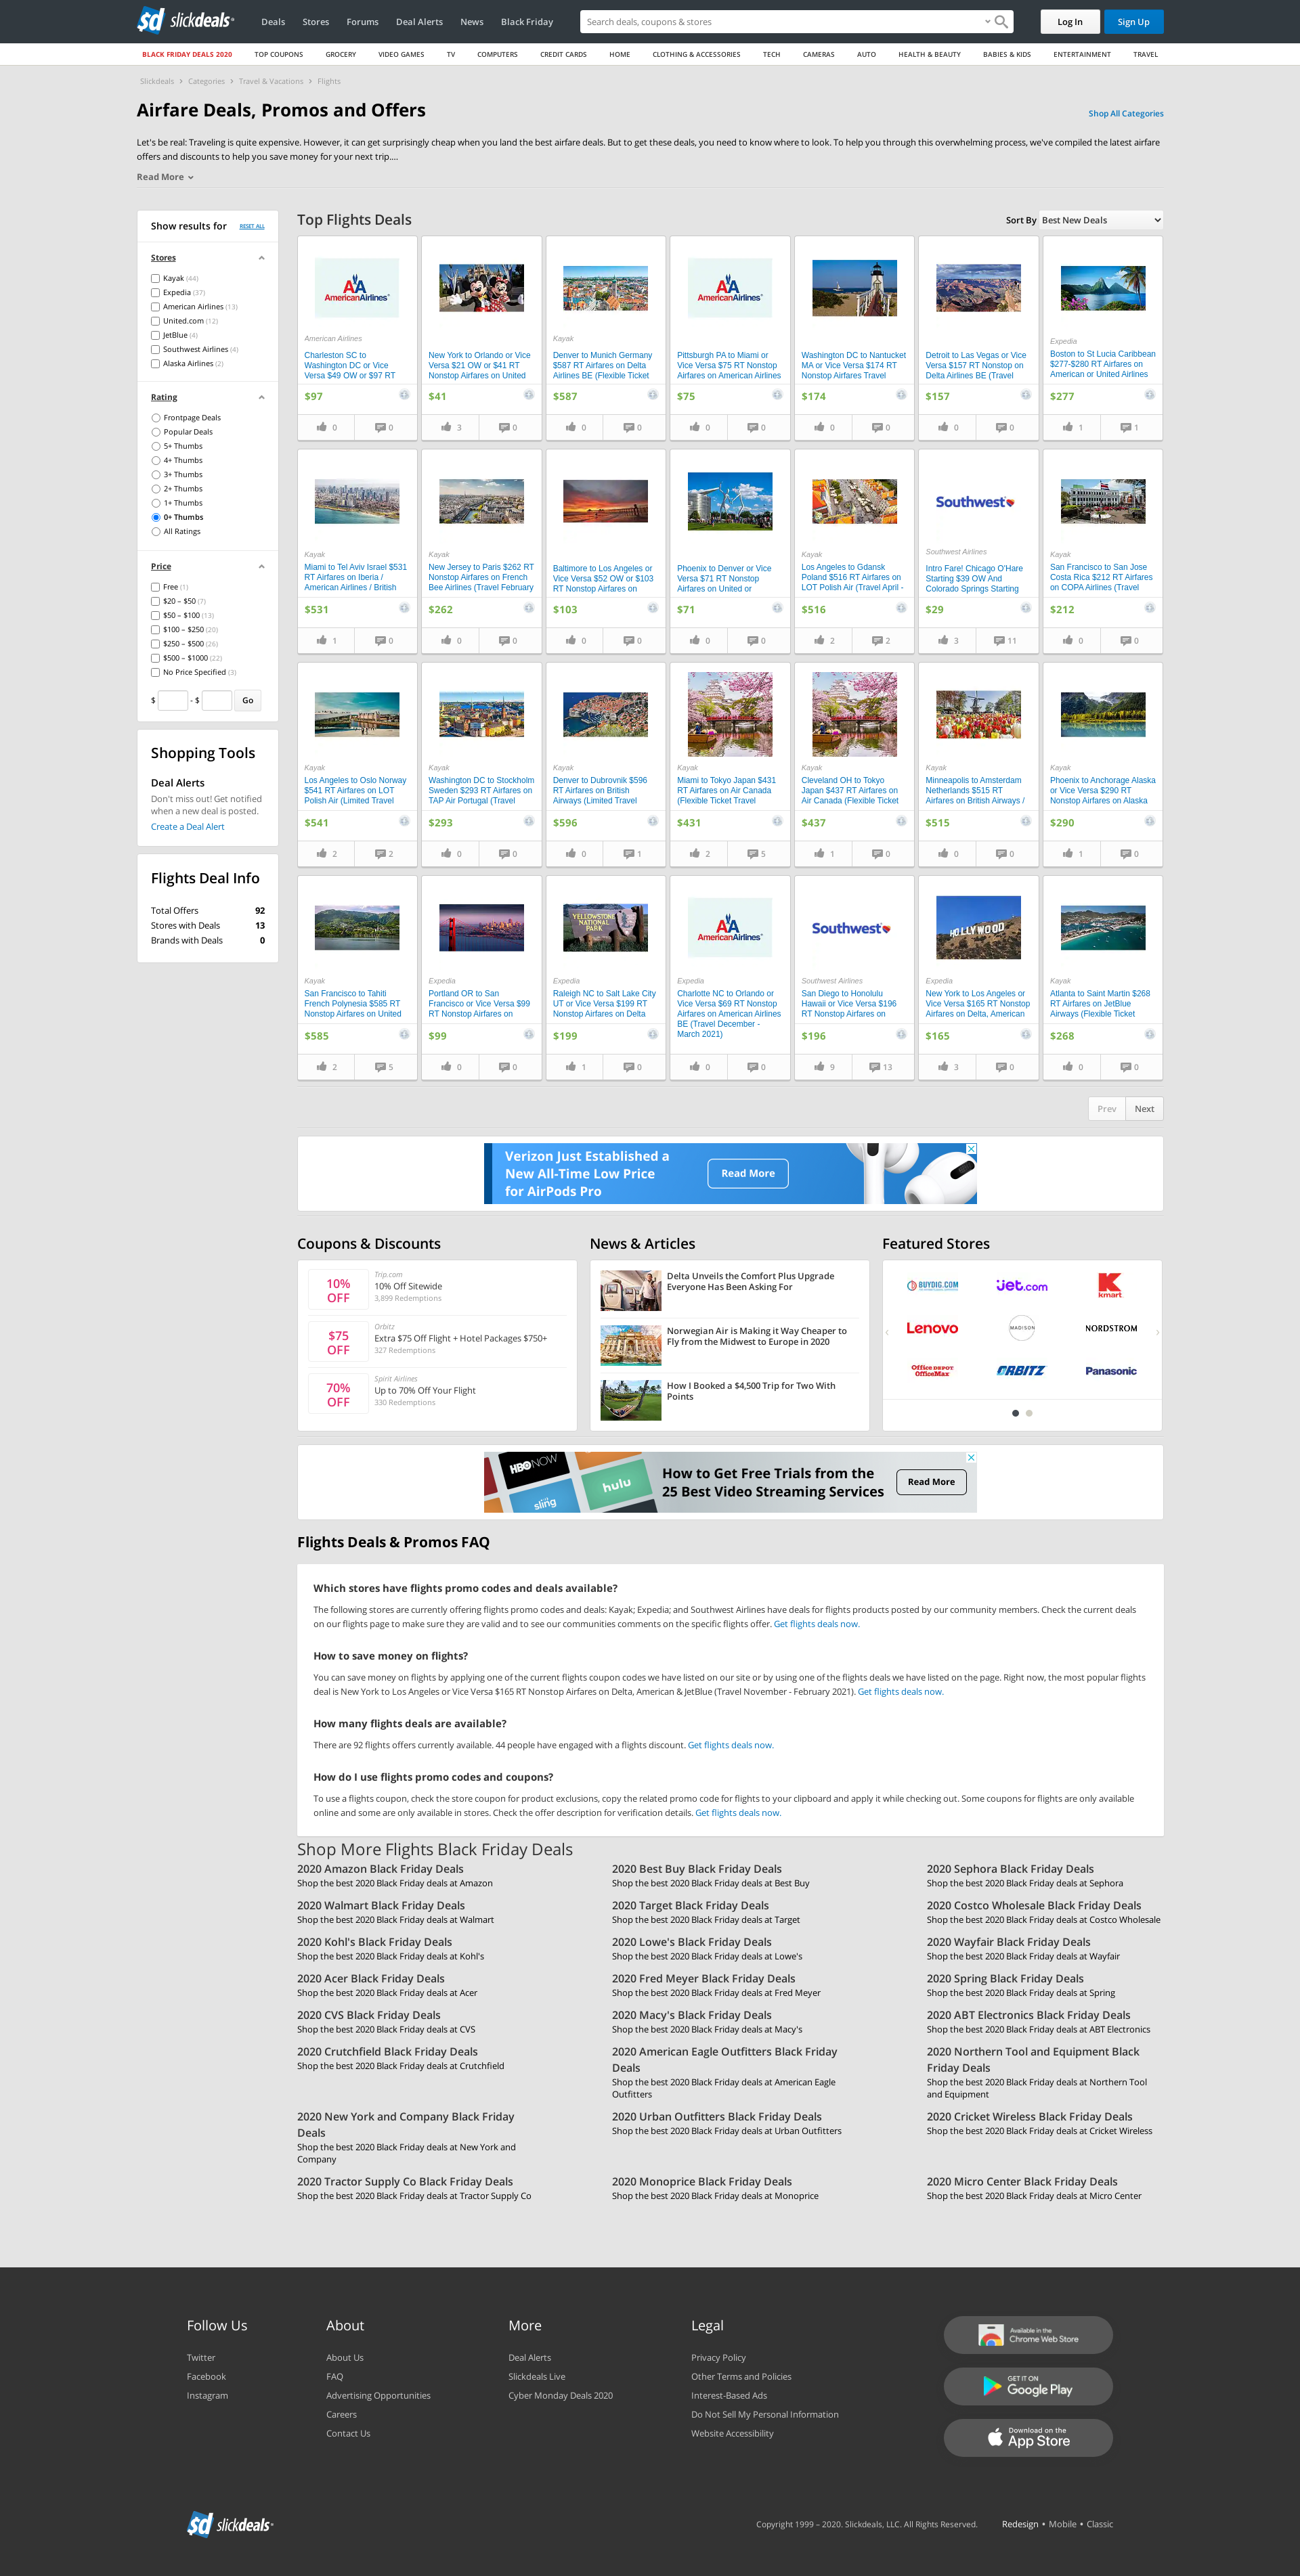 slickdeals
Deals Stores Forums Deal Alerts News Black Friday
Search deals, coupons & stores
Log In
Sign Up
BLACK FRIDAY DEALS 2020 TOP COUPONS GROCERY VIDEO GAMES TV COMPUTERS CREDIT CARDS HOME CLOTHING & ACCESSORIES TECH CAMERAS AUTO HEALTH & BEAUTY BABIES & KIDS ENTERTAINMENT TRAVEL
Slickdeals > Categories > Travel & Vacations > Flights
Airfare Deals, Promos and Offers
Shop All Categories
Let's be real: Traveling is quite expensive. However, it can get surprisingly cheap when you land the best airfare deals. But to get these deals, you need to know where to look. To help you through this overwhelming process, we've compiled the latest airfare
offers and discounts to help you save money for your next trip....
Read More
Show results for
RESET ALL
Stores
Kayak (44)
Expedia (37)
American Airlines (13)
United.com (12)
JetBlue (4)
Southwest Airlines (4)
Alaska Airlines (2)
Rating
Frontpage Deals
Popular Deals
5+ Thumbs
4+ Thumbs
3+ Thumbs
2+ Thumbs
1+ Thumbs
0+ Thumbs
All Ratings
Price
Free (1)
$20 – $50 (7)
$50 – $100 (13)
$100 – $250 (20)
$250 – $500 (26)
$500 – $1000 (22)
No Price Specified (3)
$ - $ Go
Shopping Tools
Deal Alerts
Don't miss out! Get notified
when a new deal is posted.
Create a Deal Alert
Flights Deal Info
Total Offers 92
Stores with Deals 13
Brands with Deals 0
Top Flights Deals
Sort By Best New Deals
AmericanAirlines
American Airlines
Charleston SC to
Washington DC or Vice
Versa $49 OW or $97 RT
$97
0 0
New York to Orlando or Vice
Versa $21 OW or $41 RT
Nonstop Airfares on United
$41
3 0
Kayak
Denver to Munich Germany
$587 RT Airfares on Delta
Airlines BE (Flexible Ticket
$587
0 0
AmericanAirlines
Pittsburgh PA to Miami or
Vice Versa $75 RT Nonstop
Airfares on American Airlines
$75
0 0
Washington DC to Nantucket
MA or Vice Versa $174 RT
Nonstop Airfares Travel
$174
0 0
Detroit to Las Vegas or Vice
Versa $157 RT Nonstop on
Delta Airlines BE (Travel
$157
0 0
Expedia
Boston to St Lucia Caribbean
$277-$280 RT Airfares on
American or United Airlines
$277
1 1
Kayak
Miami to Tel Aviv Israel $531
RT Airfares on Iberia /
American Airlines / British
$531
1 0
Kayak
New Jersey to Paris $262 RT
Nonstop Airfares on French
Bee Airlines (Travel February
$262
0 0
Baltimore to Los Angeles or
Vice Versa $52 OW or $103
RT Nonstop Airfares on
$103
0 0
Phoenix to Denver or Vice
Versa $71 RT Nonstop
Airfares on United or
$71
0 0
Kayak
Los Angeles to Gdansk
Poland $516 RT Airfares on
LOT Polish Air (Travel April -
$516
2 2
Southwest
Southwest Airlines
Intro Fare! Chicago O'Hare
Starting $39 OW And
Colorado Springs Starting
$29
3 11
Kayak
San Francisco to San Jose
Costa Rica $212 RT Airfares
on COPA Airlines (Travel
$212
0 0
Kayak
Los Angeles to Oslo Norway
$541 RT Airfares on LOT
Polish Air (Limited Travel
$541
2 2
Kayak
Washington DC to Stockholm
Sweden $293 RT Airfares on
TAP Air Portugal (Travel
$293
0 0
Kayak
Denver to Dubrovnik $596
RT Airfares on British
Airways (Limited Travel
$596
0 1
Kayak
Miami to Tokyo Japan $431
RT Airfares on Air Canada
(Flexible Ticket Travel
$431
2 5
Kayak
Cleveland OH to Tokyo
Japan $437 RT Airfares on
Air Canada (Flexible Ticket
$437
1 0
Kayak
Minneapolis to Amsterdam
Netherlands $515 RT
Airfares on British Airways /
$515
0 0
Kayak
Phoenix to Anchorage Alaska
or Vice Versa $290 RT
Nonstop Airfares on Alaska
$290
1 0
Kayak
San Francisco to Tahiti
French Polynesia $585 RT
Nonstop Airfares on United
$585
2 5
Expedia
Portland OR to San
Francisco or Vice Versa $99
RT Nonstop Airfares on
$99
0 0
YELLOWSTONE
NATIONAL
PARK
Expedia
Raleigh NC to Salt Lake City
UT or Vice Versa $199 RT
Nonstop Airfares on Delta
$199
1 0
AmericanAirlines
Expedia
Charlotte NC to Orlando or
Vice Versa $69 RT Nonstop
Airfares on American Airlines
BE (Travel December -
March 2021)
0 0
Southwest
Southwest Airlines
San Diego to Honolulu
Hawaii or Vice Versa $196
RT Nonstop Airfares on
$196
9 13
HOLLYWOOD
Expedia
New York to Los Angeles or
Vice Versa $165 RT Nonstop
Airfares on Delta, American
$165
3 0
Kayak
Atlanta to Saint Martin $268
RT Airfares on JetBlue
Airways (Flexible Ticket
$268
0 0
Prev Next
Verizon Just Established a
New All-Time Low Price
for AirPods Pro
Read More
Coupons & Discounts
10%
OFF
Trip.com
10% Off Sitewide
3,899 Redemptions
$75
OFF
Orbitz
Extra $75 Off Flight + Hotel Packages $750+
327 Redemptions
70%
OFF
Spirit Airlines
Up to 70% Off Your Flight
330 Redemptions
News & Articles
Delta Unveils the Comfort Plus Upgrade
Everyone Has Been Asking For
Norwegian Air is Making it Way Cheaper to
Fly from the Midwest to Europe in 2020
How I Booked a $4,500 Trip for Two With
Points
Featured Stores
BUYDIG.COM
jet.com
kmart
Lenovo
MADISON
NORDSTROM
Office DEPOT
OfficeMax
ORBITZ
Panasonic
HBO NOW
sling
hulu
How to Get Free Trials from the
25 Best Video Streaming Services
Read More
Flights Deals & Promos FAQ
Which stores have flights promo codes and deals available?
The following stores are currently offering flights promo codes and deals: Kayak; Expedia; and Southwest Airlines have deals for flights products posted by our community members. Check the current deals
on our flights page to make sure they are valid and to see our communities comments on the specific flights offer. Get flights deals now.
How to save money on flights?
You can save money on flights by applying one of the current flights coupon codes we have listed on our site or by using one of the flights deals we have listed on the page. Right now, the most popular flights
deal is New York to Los Angeles or Vice Versa $165 RT Nonstop Airfares on Delta, American & JetBlue (Travel November - February 2021). Get flights deals now.
How many flights deals are available?
There are 92 flights offers currently available. 44 people have engaged with a flights discount. Get flights deals now.
How do I use flights promo codes and coupons?
To use a flights coupon, check the store coupon for product exclusions, copy the related promo code for flights to your clipboard and apply it while checking out. Some coupons for flights are only available
online and some are only available in stores. Check the offer description for verification details. Get flights deals now.
Shop More Flights Black Friday Deals
2020 Amazon Black Friday Deals
Shop the best 2020 Black Friday deals at Amazon
2020 Best Buy Black Friday Deals
Shop the best 2020 Black Friday deals at Best Buy
2020 Sephora Black Friday Deals
Shop the best 2020 Black Friday deals at Sephora
2020 Walmart Black Friday Deals
Shop the best 2020 Black Friday deals at Walmart
2020 Target Black Friday Deals
Shop the best 2020 Black Friday deals at Target
2020 Costco Wholesale Black Friday Deals
Shop the best 2020 Black Friday deals at Costco Wholesale
2020 Kohl's Black Friday Deals
Shop the best 2020 Black Friday deals at Kohl's
2020 Lowe's Black Friday Deals
Shop the best 2020 Black Friday deals at Lowe's
2020 Wayfair Black Friday Deals
Shop the best 2020 Black Friday deals at Wayfair
2020 Acer Black Friday Deals
Shop the best 2020 Black Friday deals at Acer
2020 Fred Meyer Black Friday Deals
Shop the best 2020 Black Friday deals at Fred Meyer
2020 Spring Black Friday Deals
Shop the best 2020 Black Friday deals at Spring
2020 CVS Black Friday Deals
Shop the best 2020 Black Friday deals at CVS
2020 Macy's Black Friday Deals
Shop the best 2020 Black Friday deals at Macy's
2020 ABT Electronics Black Friday Deals
Shop the best 2020 Black Friday deals at ABT Electronics
2020 Crutchfield Black Friday Deals
Shop the best 2020 Black Friday deals at Crutchfield
2020 American Eagle Outfitters Black Friday
Deals
Shop the best 2020 Black Friday deals at American Eagle
Outfitters
2020 Northern Tool and Equipment Black
Friday Deals
Shop the best 2020 Black Friday deals at Northern Tool
and Equipment
2020 New York and Company Black Friday
Deals
Shop the best 2020 Black Friday deals at New York and
Company
2020 Urban Outfitters Black Friday Deals
Shop the best 2020 Black Friday deals at Urban Outfitters
2020 Cricket Wireless Black Friday Deals
Shop the best 2020 Black Friday deals at Cricket Wireless
2020 Tractor Supply Co Black Friday Deals
Shop the best 2020 Black Friday deals at Tractor Supply Co
2020 Monoprice Black Friday Deals
Shop the best 2020 Black Friday deals at Monoprice
2020 Micro Center Black Friday Deals
Shop the best 2020 Black Friday deals at Micro Center
Follow Us
Twitter
Facebook
Instagram
About
About Us
FAQ
Advertising Opportunities
Careers
Contact Us
More
Deal Alerts
Slickdeals Live
Cyber Monday Deals 2020
Legal
Privacy Policy
Other Terms and Policies
Interest-Based Ads
Do Not Sell My Personal Information
Website Accessibility
Available in the
Chrome Web Store
GET IT ON
Google Play
Download on the
App Store
slickdeals
Copyright 1999 – 2020. Slickdeals, LLC. All Rights Reserved.
Redesign • Mobile • Classic